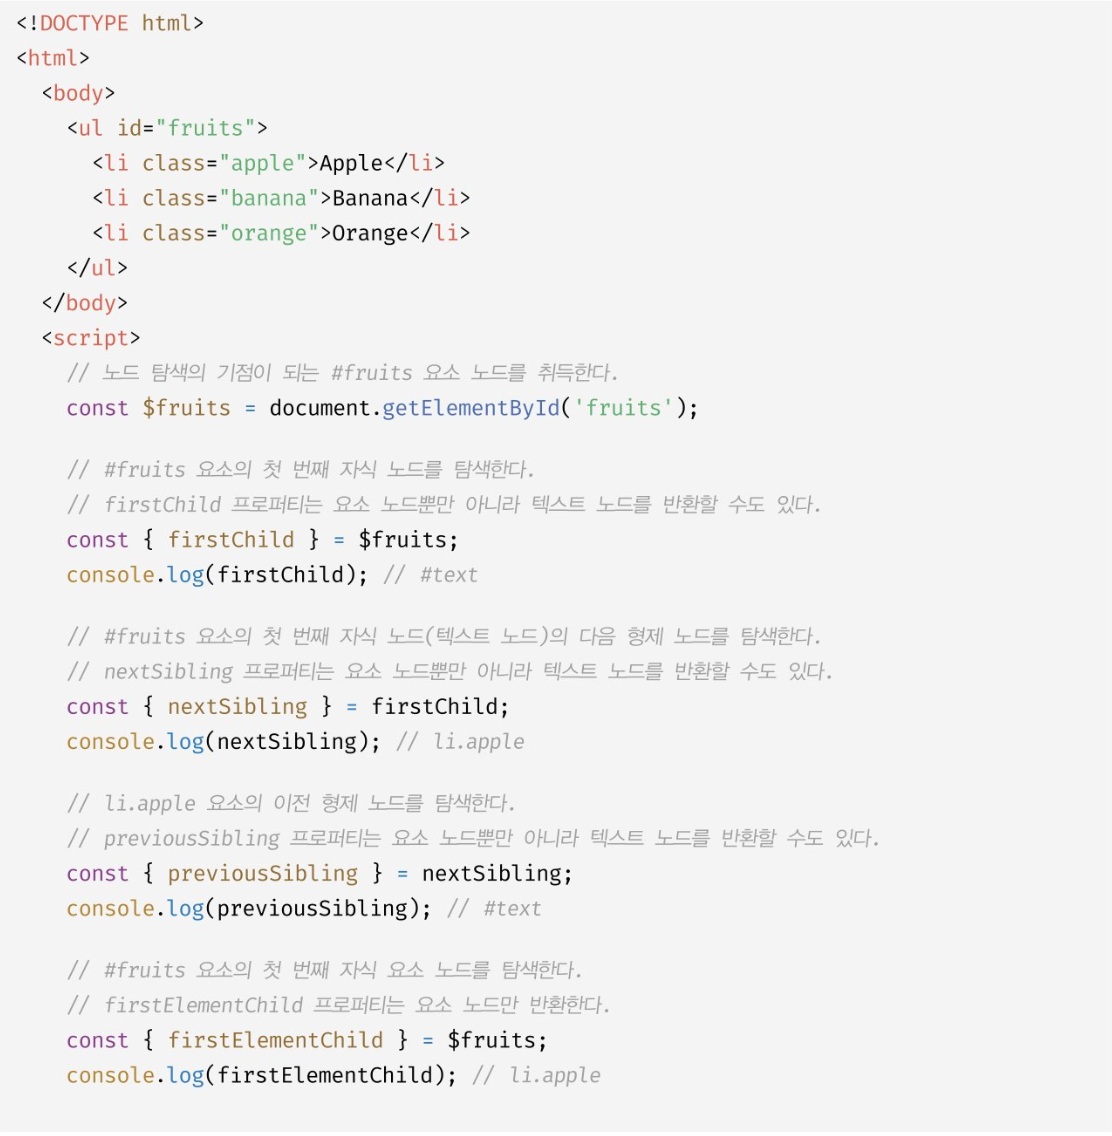 <!DOCTYPE html>
<html>
  <body>
    <ul id="fruits">
      <li class="apple">Apple</li>
      <li class="banana">Banana</li>
      <li class="orange">Orange</li>
    </ul>
  </body>
  <script>
    // 노드 탐색의 기점이 되는 #fruits 요소 노드를 취득한다.
    const $fruits = document.getElementById('fruits');

    // #fruits 요소의 첫 번째 자식 노드를 탐색한다.
    // firstChild 프로퍼티는 요소 노드뿐만 아니라 텍스트 노드를 반환할 수도 있다.
    const { firstChild } = $fruits;
    console.log(firstChild); // #text

    // #fruits 요소의 첫 번째 자식 노드(텍스트 노드)의 다음 형제 노드를 탐색한다.
    // nextSibling 프로퍼티는 요소 노드뿐만 아니라 텍스트 노드를 반환할 수도 있다.
    const { nextSibling } = firstChild;
    console.log(nextSibling); // li.apple

    // li.apple 요소의 이전 형제 노드를 탐색한다.
    // previousSibling 프로퍼티는 요소 노드뿐만 아니라 텍스트 노드를 반환할 수도 있다.
    const { previousSibling } = nextSibling;
    console.log(previousSibling); // #text

    // #fruits 요소의 첫 번째 자식 요소 노드를 탐색한다.
    // firstElementChild 프로퍼티는 요소 노드만 반환한다.
    const { firstElementChild } = $fruits;
    console.log(firstElementChild); // li.apple